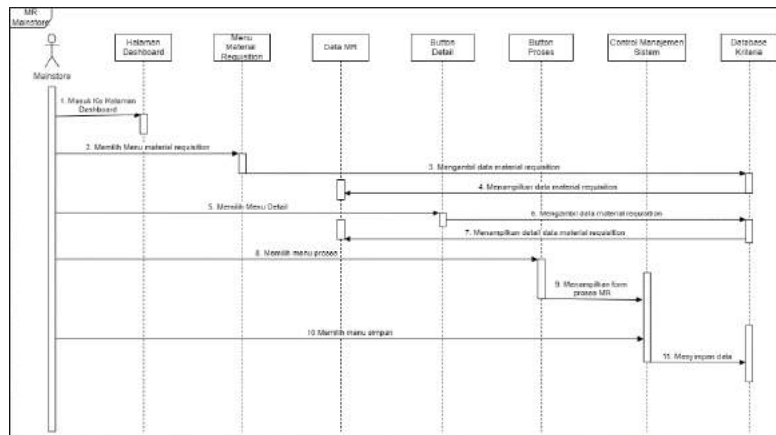 MR
Mainstore
Mainstore
Halaman
Dashboard
Menu
Material
Requisition
Data MR
Button
Detail
Button
Proses
Control Manajemen
Sistem
Database
Kriteria
1. Masuk Ke Halaman
Dashboard
2. Memilih Menu material requisition
3. Mengambil data material requisition
4. Menampilkan data material requisition
5. Memilih Menu Detail
6. Mengambil data material requisition
7. Menampilkan detail data material requisition
8. Memilih menu proses
9. Menampilkan form
proses MR
10.Memilih menu simpan
11. Menyimpan data